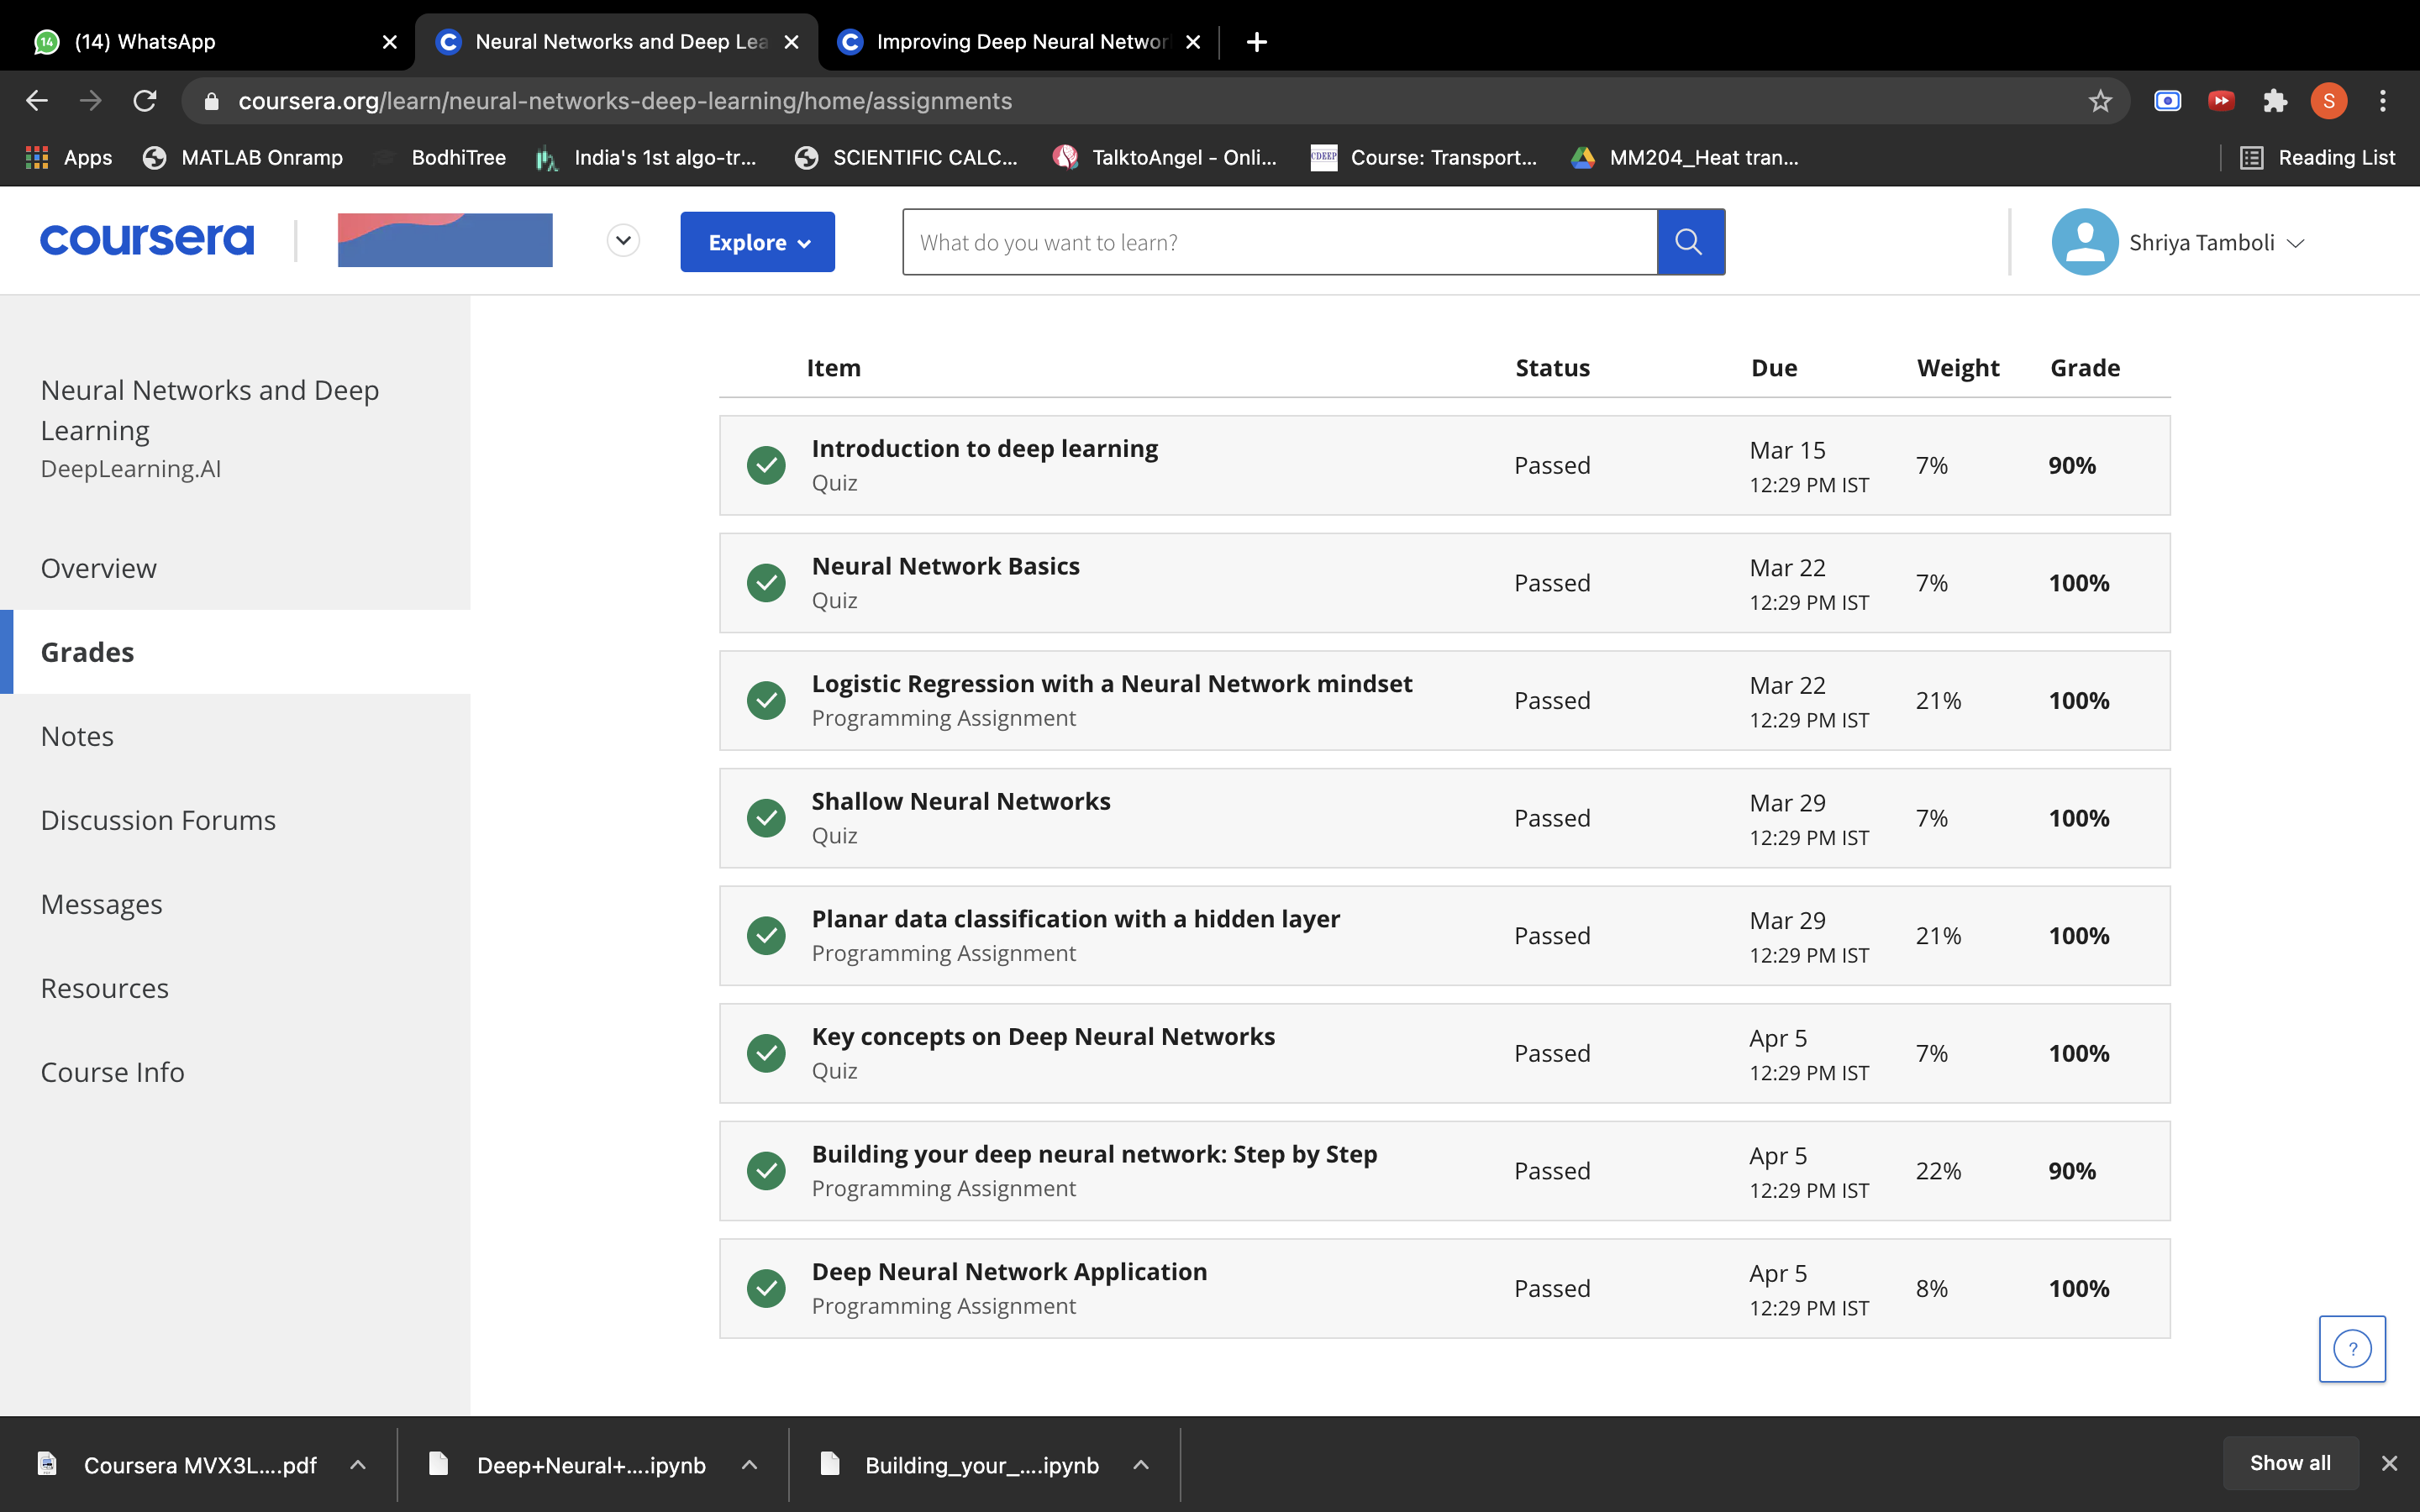 (14) WhatsApp
Neural Networks and Deep Lea
Improving Deep Neural Networ
coursera.org/learn/neural-networks-deep-learning/home/assignments
S
Apps
MATLAB Onramp
BodhiTree
India's 1st algo-tr...
SCIENTIFIC CALC...
TalktoAngel - Onli...
CDEEP
Course: Transport...
MM204_Heat tran...
Reading List
coursera
Explore
What do you want to learn?
Shriya Tamboli
Neural Networks and Deep
Learning
DeepLearning.AI
Overview
Grades
Notes
Discussion Forums
Messages
Resources
Course Info
Item Status Due Weight Grade
Introduction to deep learning
Quiz
Passed
Mar 15
12:29 PM IST
7%
90%
Neural Network Basics
Quiz
Passed
Mar 22
12:29 PM IST
7%
100%
Logistic Regression with a Neural Network mindset
Programming Assignment
Passed
Mar 22
12:29 PM IST
21%
100%
Shallow Neural Networks
Quiz
Passed
Mar 29
12:29 PM IST
7%
100%
Planar data classification with a hidden layer
Programming Assignment
Passed
Mar 29
12:29 PM IST
21%
100%
Key concepts on Deep Neural Networks
Quiz
Passed
Apr 5
12:29 PM IST
7%
100%
Building your deep neural network: Step by Step
Programming Assignment
Passed
Apr 5
12:29 PM IST
22%
90%
Deep Neural Network Application
Programming Assignment
Passed
Apr 5
12:29 PM IST
8%
100%
?
Coursera MVX3L....pdf
Deep+Neural+....ipynb
Building_your_....ipynb
Show all